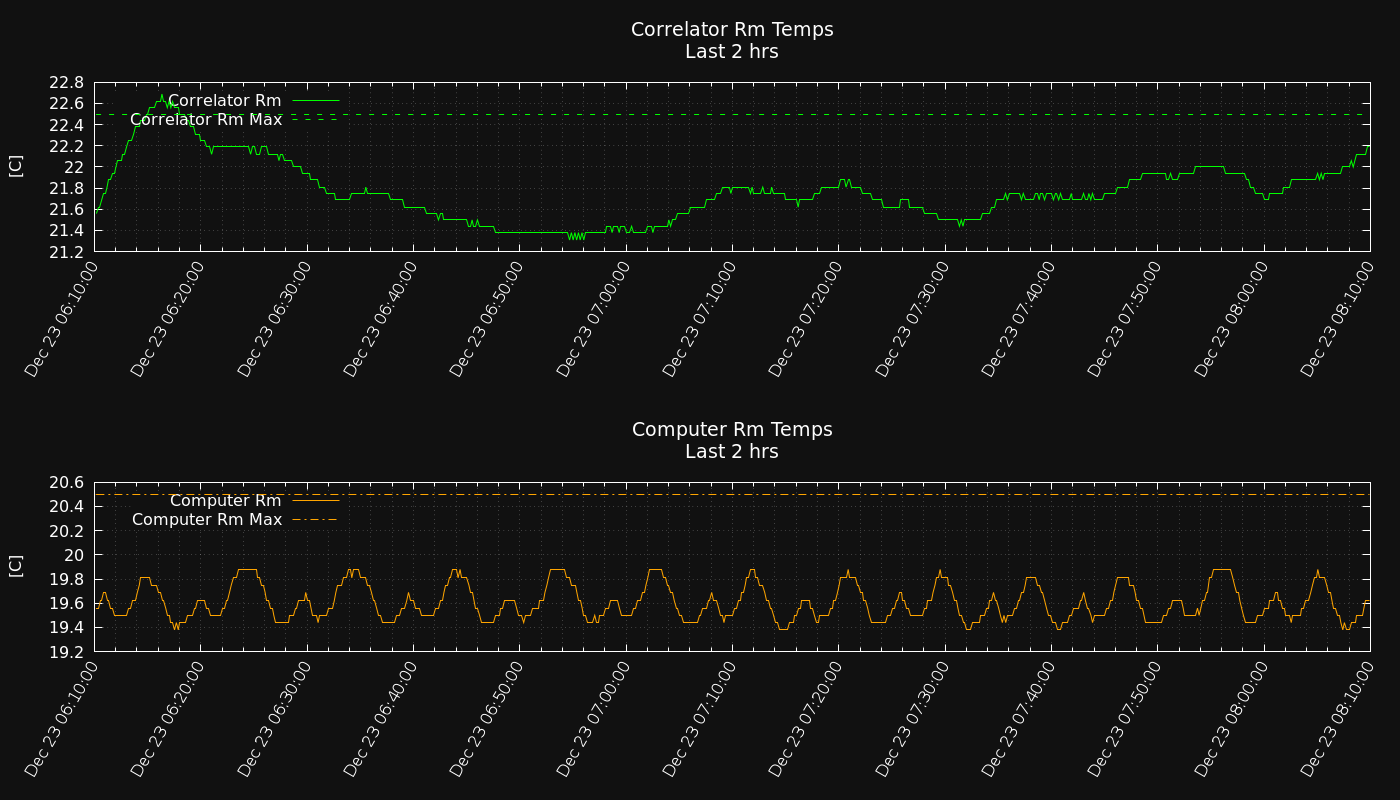 Correlator Rm Temps
Last 2 hrs
[C]
22.8
22.6
22.4
22.2
22
21.8
21.6
21.4
21.2
Correlator Rm
Correlator Rm Max
Dec 23 06:10:00
Dec 23 06:20:00
Dec 23 06:30:00
Dec 23 06:40:00
Dec 23 06:50:00
Dec 23 07:00:00
Dec 23 07:10:00
Dec 23 07:20:00
Dec 23 07:30:00
Dec 23 07:40:00
Dec 23 07:50:00
Dec 23 08:00:00
Dec 23 08:10:00
Computer Rm Temps
Last 2 hrs
[C]
20.6
20.4
20.2
20
19.8
19.6
19.4
19.2
Computer Rm
Computer Rm Max
Dec 23 06:10:00
Dec 23 06:20:00
Dec 23 06:30:00
Dec 23 06:40:00
Dec 23 06:50:00
Dec 23 07:00:00
Dec 23 07:10:00
Dec 23 07:20:00
Dec 23 07:30:00
Dec 23 07:40:00
Dec 23 07:50:00
Dec 23 08:00:00
Dec 23 08:10:00